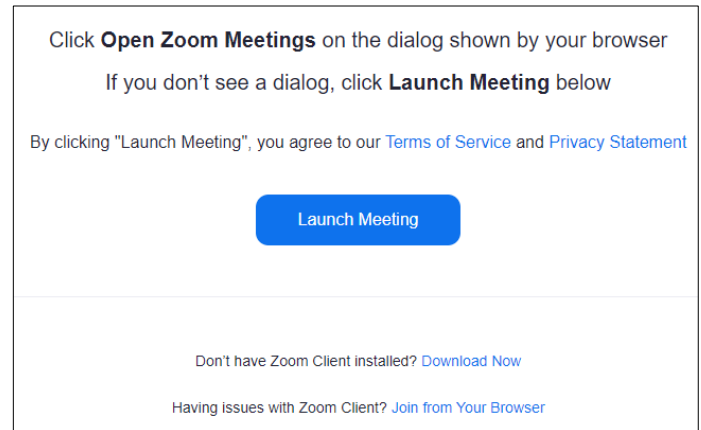 Click Open Zoom Meetings on the dialog shown by your browser
If you don’t see a dialog, click Launch Meeting below
By clicking "Launch Meeting", you agree to our Terms of Service and Privacy Statement
Launch Meeting
Don’t have Zoom Client installed? Download Now
Having issues with Zoom Client? Join from Your Browser